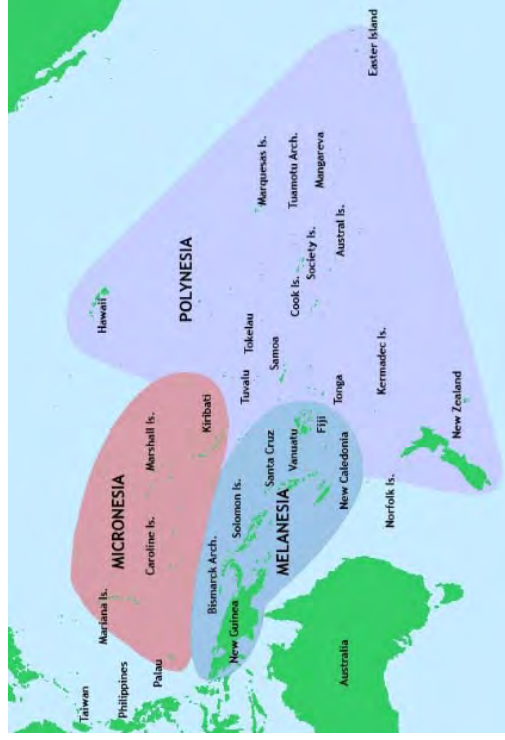 Taiwan
Philippines
Palau
Mariana Is.
MICRONESIA
Caroline Is.
Marshall Is.
Kiribati
Hawaii
POLYNESIA
Bismarck Arch.
New Guinea
Solomon Is.
MELANESIA
Santa Cruz
Vanuatu
Fiji
New Caledonia
Tuvalu
Tokelau
Samoa
Tonga
Cook Is.
Society Is.
Austral Is.
Marquesas Is.
Tuamotu Arch.
Mangareva
Easter Island
Kermadec Is.
Norfolk Is.
New Zealand
Australia